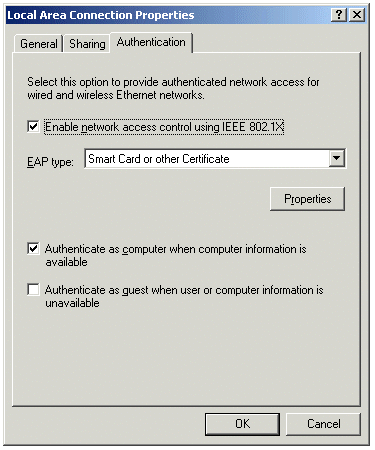 Local Area Connection Properties
General Sharing Authentication
Select this option to provide authenticated network access for
wired and wireless Ethernet networks.
Enable network access control using IEEE 802.1X
EAP type: Smart Card or other Certificate
Properties
Authenticate as computer when computer information is
available
Authenticate as guest when user or computer information is
unavailable
OK Cancel